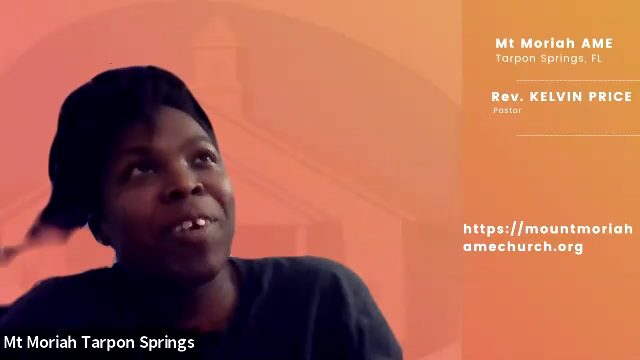 Mt Moriah AME
Tarpon Springs, FL
Rev. KELVIN PRICE
Pastor
https://mountmoriah
amechurch.org
Mt Moriah Tarpon Springs